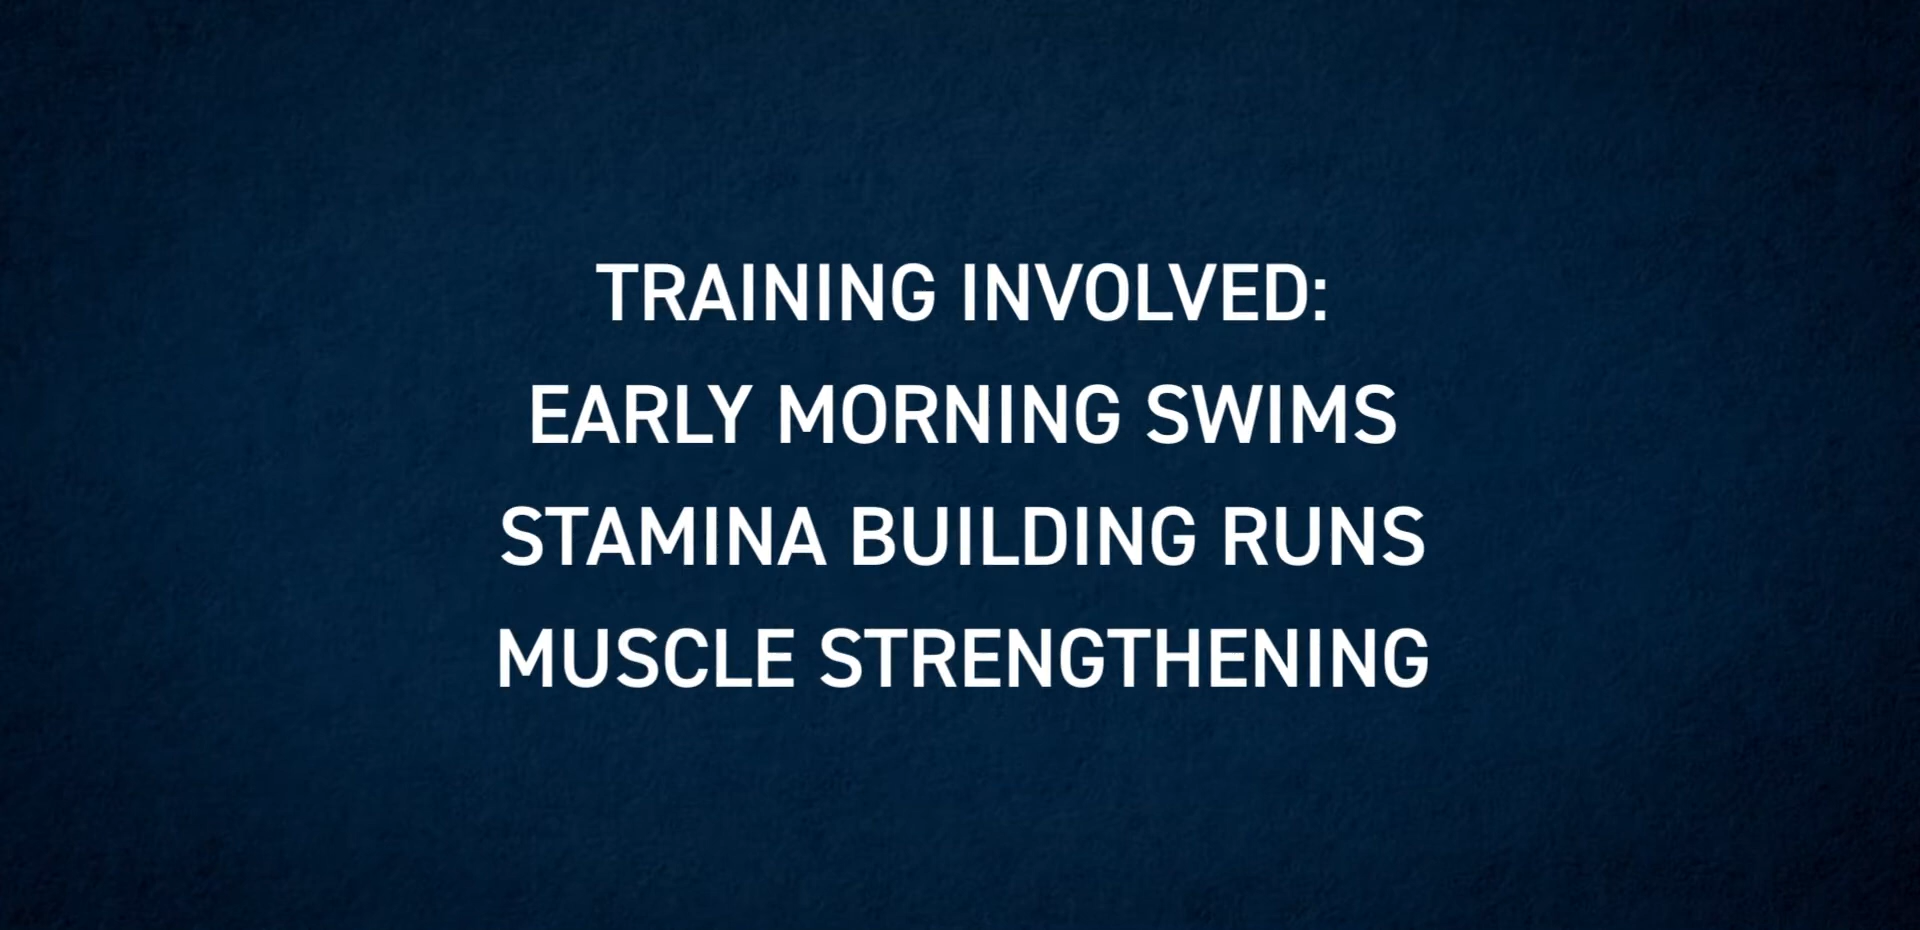 TRAINING INVOLVED:
EARLY MORNING SWIMS
STAMINA BUILDING RUNS
MUSCLE STRENGTHENING